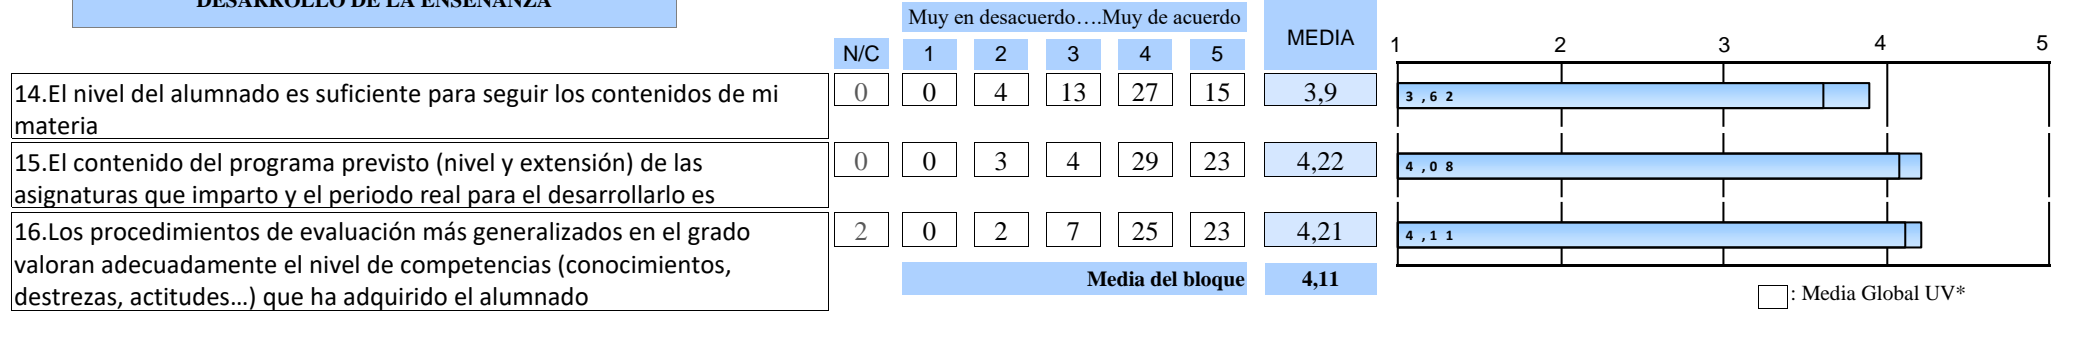 DESARROLLO DE LA ENSEÑANZA
Muy en desacuerdo….Muy de acuerdo
MEDIA
N/C 1 2 3 4 5
1 2 3 4 5
14.El nivel del alumnado es suficiente para seguir los contenidos de mi
materia
0 0 4 13 27 15 3,9
3,62
15.El contenido del programa previsto (nivel y extensión) de las
asignaturas que imparto y el periodo real para el desarrollarlo es
0 0 3 4 29 23 4,22
4,08
16.Los procedimientos de evaluación más generalizados en el grado
valoran adecuadamente el nivel de competencias (conocimientos,
destrezas, actitudes…) que ha adquirido el alumnado
2 0 2 7 25 23 4,21
4,11
Media del bloque 4,11
: Media Global UV*